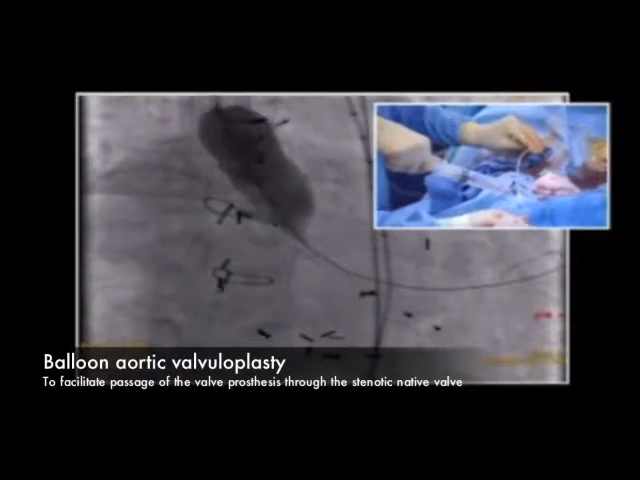 Balloon aortic valvuloplasty
To facilitate passage of the valve prosthesis through the stenotic native valve